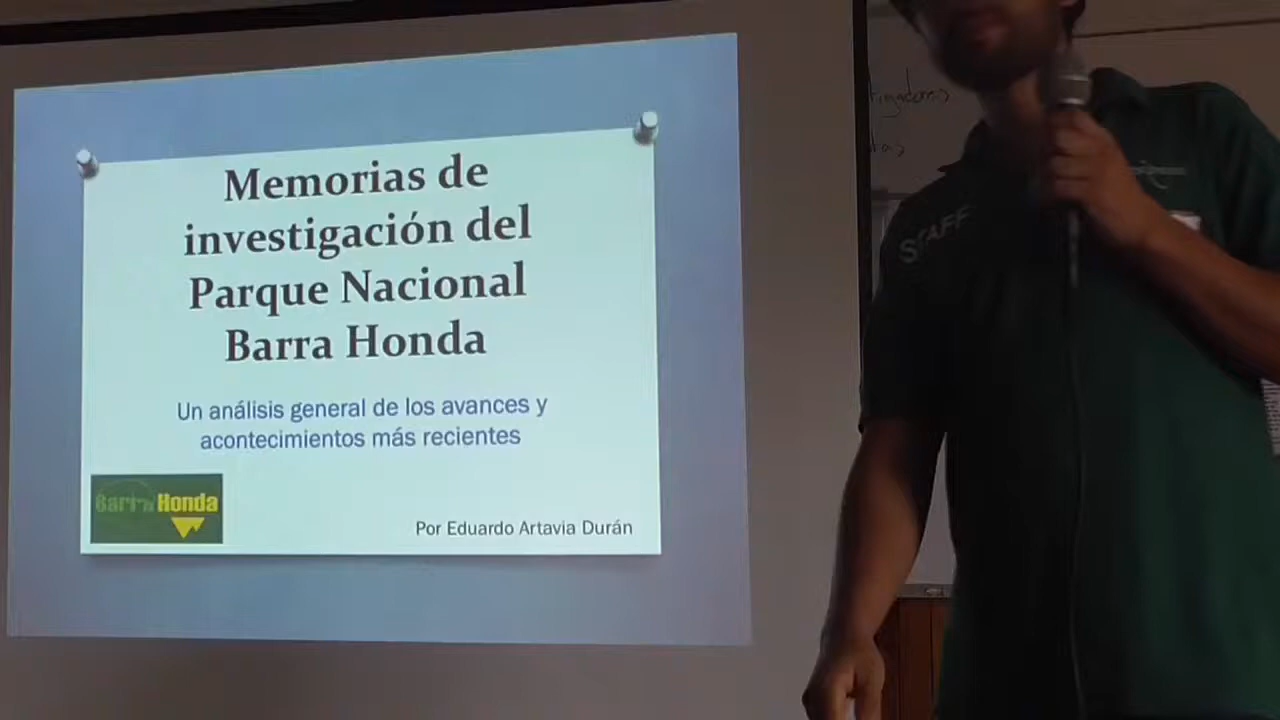 Memorias de
investigación del
Parque Nacional
Barra Honda
Un análisis general de los avances y
acontecimientos más recientes
Barra Honda
Por Eduardo Artavia Durán
STAFF